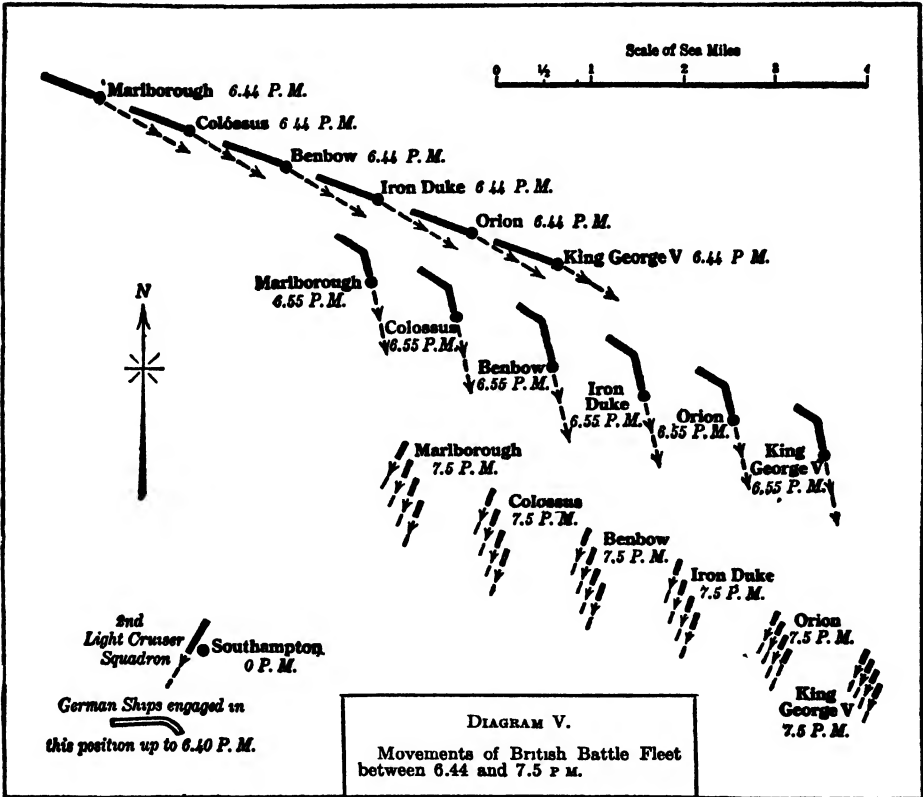 Scale of Sea Miles
0 ½ 1 2 3 4
Marlborough 6.44 P.M.
Colossus 6 44 P.M.
Benbow 6.44 P.M.
Iron Duke 6 44 P.M.
Orion 6.44 P.M.
King George V 6.44 P M.
N
Marlborough
6.55 P.M.
Colossus
6.55 P.M.
Benbow
6.55 P.M.
Iron
Duke
6.55 P.M.
Orion
6.55 P.M.
King
George V
6.55 P.M.
Marlborough
7.5 P.M.
Colossus
7.5 P.M.
Benbow
7.5 P.M.
Iron Duke
7.5 P.M.
Orion
7.5 P.M.
King
George V
7.5 P.M.
2nd
Light Cruiser
Squadron
Southampton
0 P.M.
German Ships engaged in
this position up to 6.40 P.M.
DIAGRAM V.
Movements of British Battle Fleet
between 6.44 and 7.5 P M.